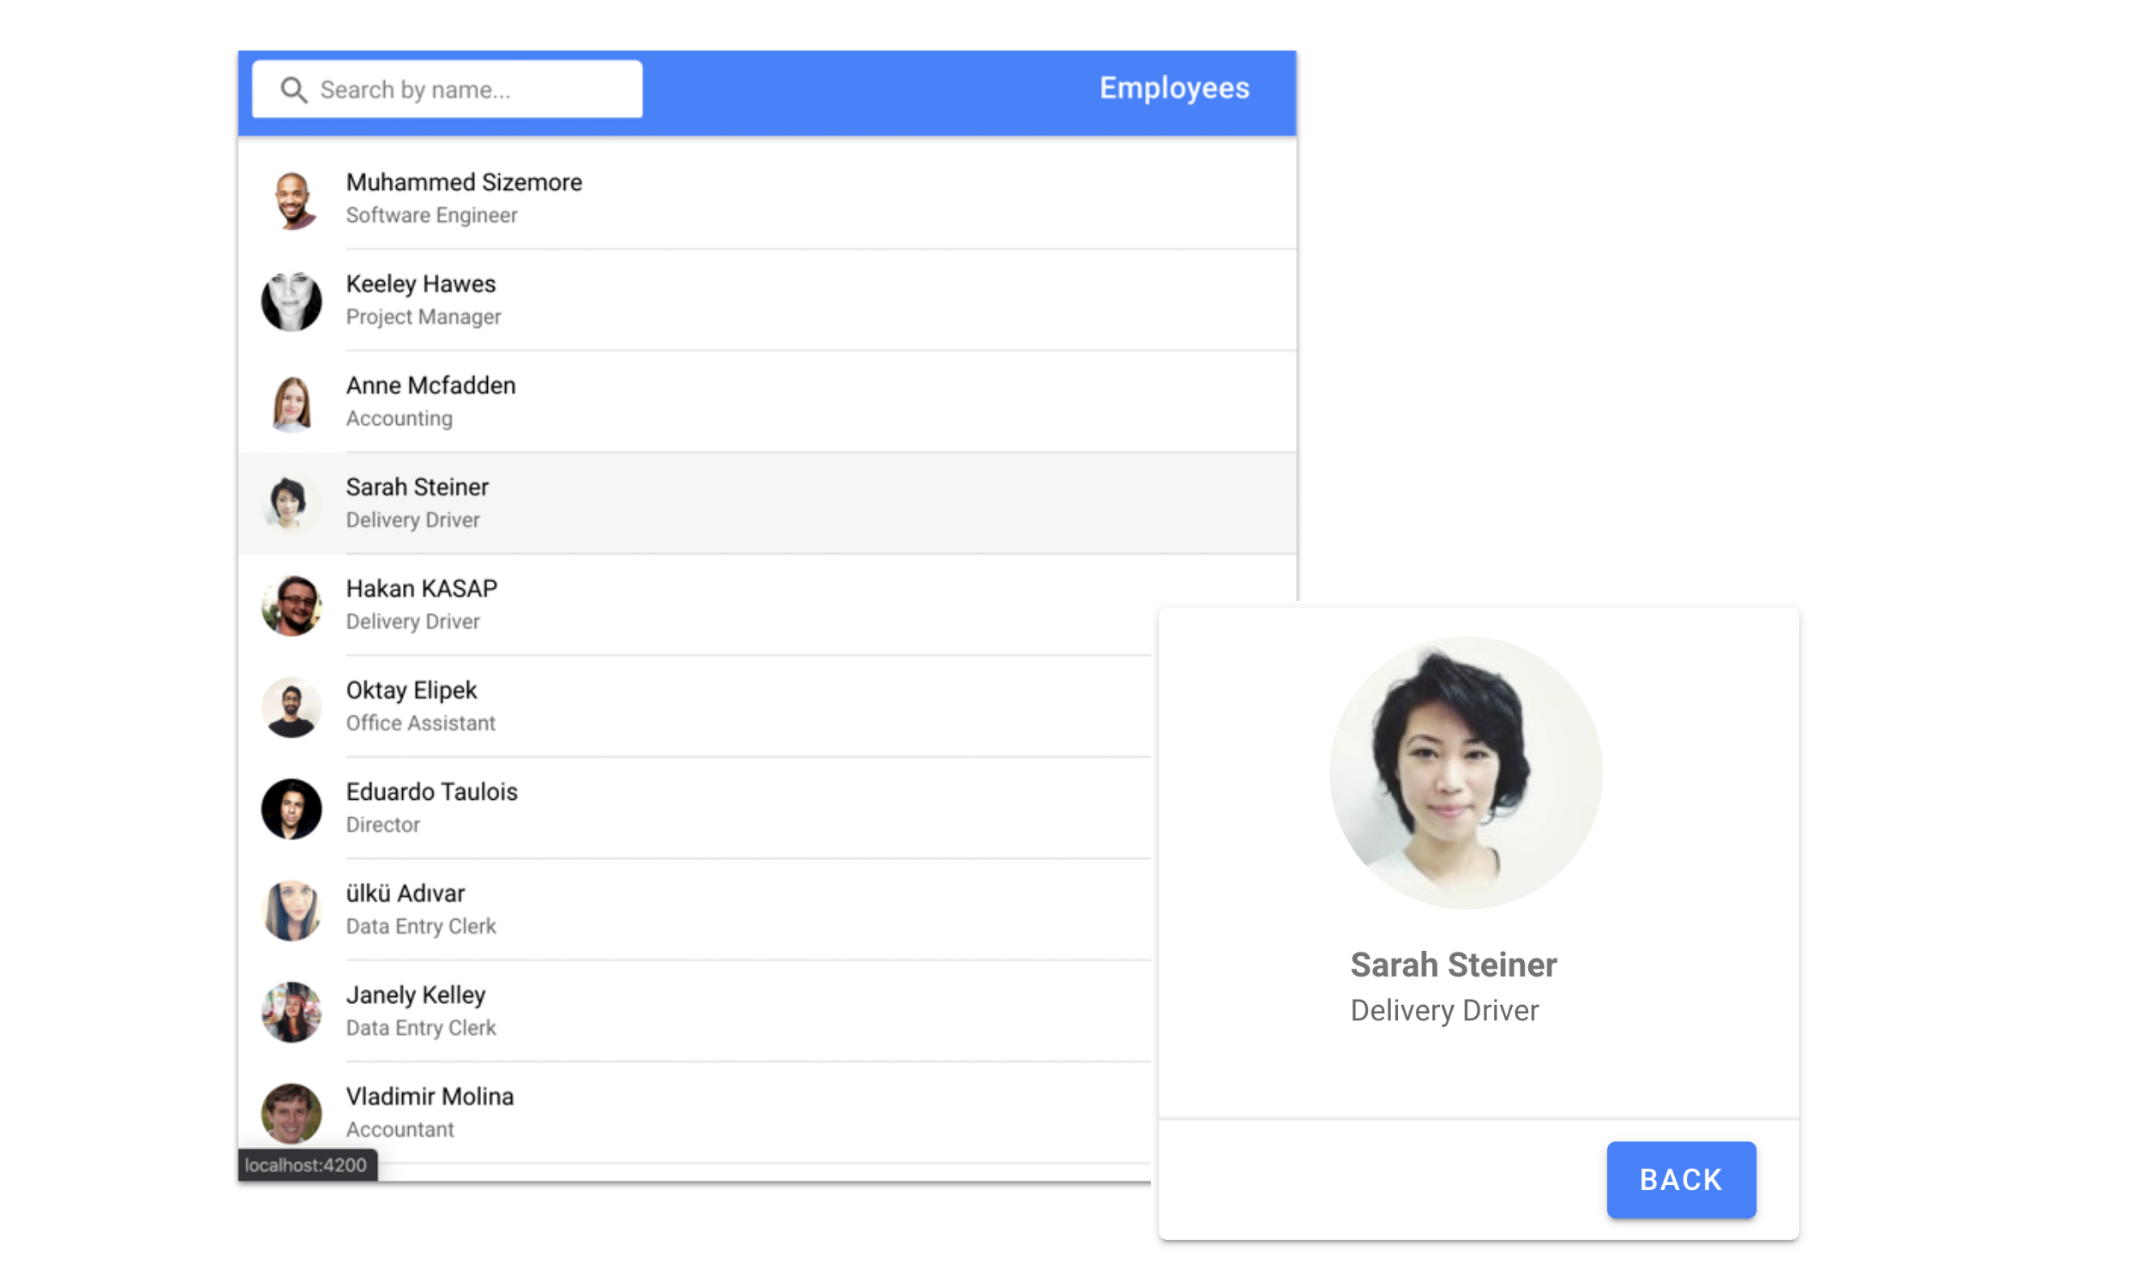 Search by name...
Employees
Muhammed Sizemore
Software Engineer
Keeley Hawes
Project Manager
Anne Mcfadden
Accounting
Sarah Steiner
Delivery Driver
Hakan KASAP
Delivery Driver
Oktay Elipek
Office Assistant
Eduardo Taulois
Director
ülkü Adıvar
Data Entry Clerk
Janely Kelley
Data Entry Clerk
Vladimir Molina
Accountant
localhost:4200
Sarah Steiner
Delivery Driver
BACK